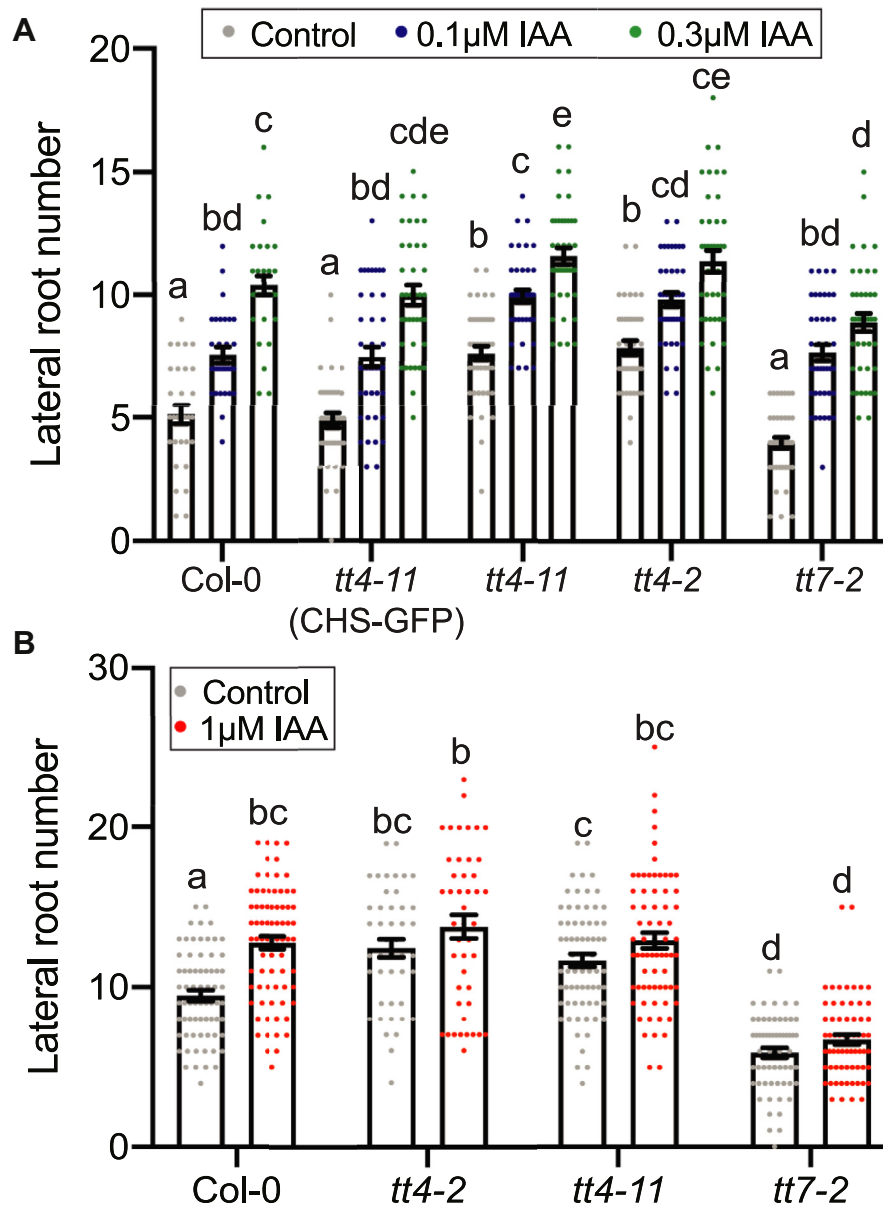 A
Control 0.1µM IAA 0.3µM IAA
Lateral root number
20
15
10
5
0
a bd c
a bd cde
b c e
b cd ce
a bd d
Col-0 tt4-11 tt4-11 tt4-2 tt7-2
(CHS-GFP)
B
Control
1µM IAA
Lateral root number
30
20
10
0
a bc bc b c bc d d
Col-0 tt4-2 tt4-11 tt7-2